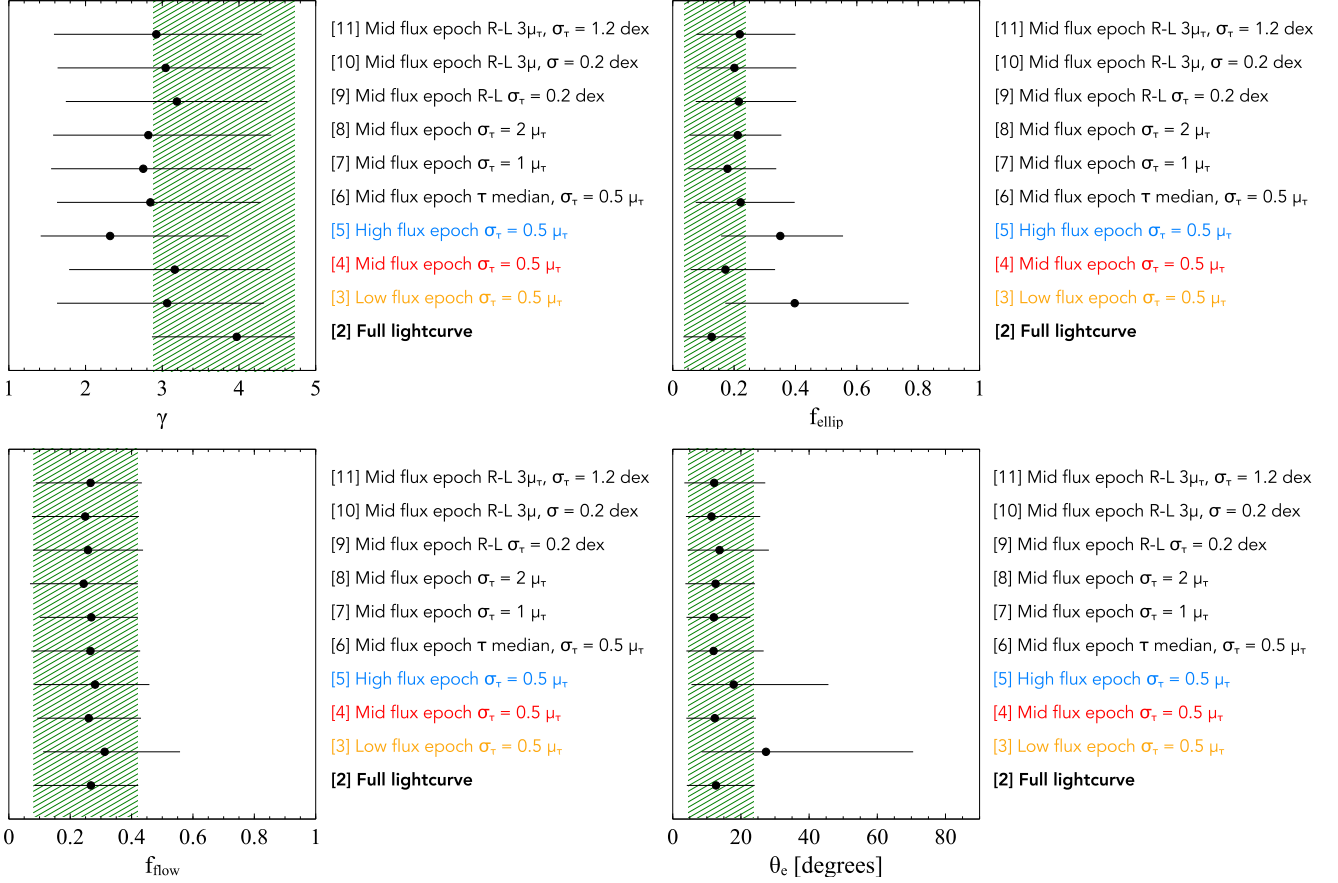 [11] Mid flux epoch R-L 3μτ, στ = 1.2 dex
[10] Mid flux epoch R-L 3μ, σ = 0.2 dex
[9] Mid flux epoch R-L στ = 0.2 dex
[8] Mid flux epoch στ = 2 μτ
[7] Mid flux epoch στ = 1 μτ
[6] Mid flux epoch τ median, στ = 0.5 μτ
[5] High flux epoch στ = 0.5 μτ
[4] Mid flux epoch στ = 0.5 μτ
[3] Low flux epoch στ = 0.5 μτ
[2] Full lightcurve
1 2 3 4 5
γ
[11] Mid flux epoch R-L 3μτ, στ = 1.2 dex
[10] Mid flux epoch R-L 3μ, σ = 0.2 dex
[9] Mid flux epoch R-L στ = 0.2 dex
[8] Mid flux epoch στ = 2 μτ
[7] Mid flux epoch στ = 1 μτ
[6] Mid flux epoch τ median, στ = 0.5 μτ
[5] High flux epoch στ = 0.5 μτ
[4] Mid flux epoch στ = 0.5 μτ
[3] Low flux epoch στ = 0.5 μτ
[2] Full lightcurve
0 0.2 0.4 0.6 0.8 1
fellip
[11] Mid flux epoch R-L 3μτ, στ = 1.2 dex
[10] Mid flux epoch R-L 3μ, σ = 0.2 dex
[9] Mid flux epoch R-L στ = 0.2 dex
[8] Mid flux epoch στ = 2 μτ
[7] Mid flux epoch στ = 1 μτ
[6] Mid flux epoch τ median, στ = 0.5 μτ
[5] High flux epoch στ = 0.5 μτ
[4] Mid flux epoch στ = 0.5 μτ
[3] Low flux epoch στ = 0.5 μτ
[2] Full lightcurve
0 0.2 0.4 0.6 0.8 1
fflow
[11] Mid flux epoch R-L 3μτ, στ = 1.2 dex
[10] Mid flux epoch R-L 3μ, σ = 0.2 dex
[9] Mid flux epoch R-L στ = 0.2 dex
[8] Mid flux epoch στ = 2 μτ
[7] Mid flux epoch στ = 1 μτ
[6] Mid flux epoch τ median, στ = 0.5 μτ
[5] High flux epoch στ = 0.5 μτ
[4] Mid flux epoch στ = 0.5 μτ
[3] Low flux epoch στ = 0.5 μτ
[2] Full lightcurve
0 20 40 60 80
θe [degrees]